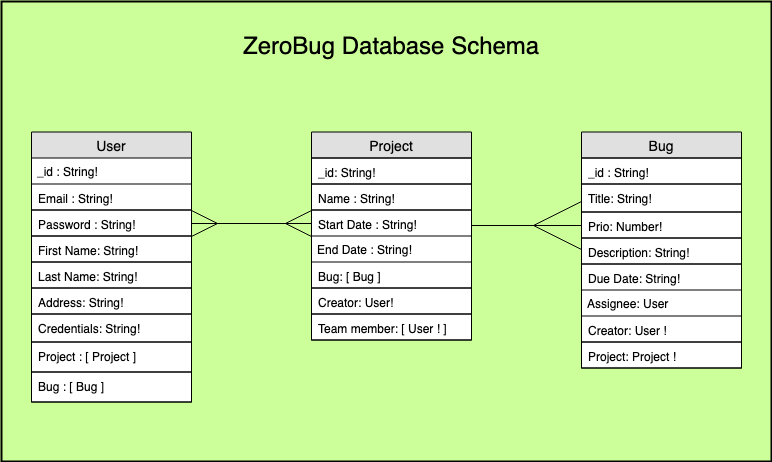 ZeroBug Database Schema
User
_id : String!
Email : String!
Password : String!
First Name: String!
Last Name: String!
Address: String!
Credentials: String!
Project : [ Project ]
Bug : [ Bug ]
Project
_id: String!
Name : String!
Start Date : String!
End Date : String!
Bug: [ Bug ]
Creator: User!
Team member: [ User ! ]
Bug
_id : String!
Title: String!
Prio: Number!
Description: String!
Due Date: String!
Assignee: User
Creator: User !
Project: Project !